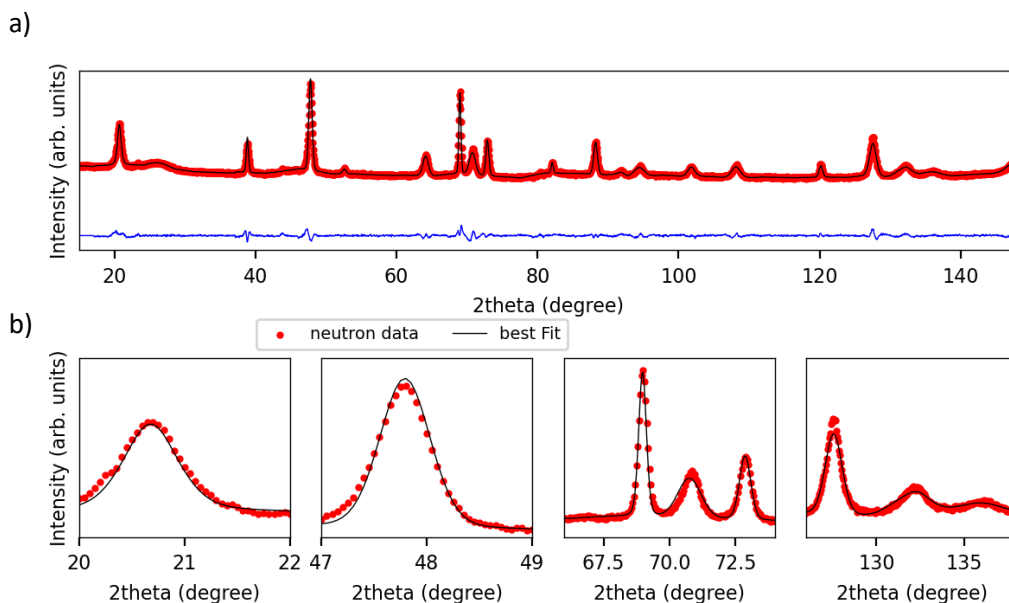 a)
Intensity (arb. units)
20 40 60 80 100 120 140
2theta (degree)
b)
neutron data best Fit
Intensity (arb. units)
20 21 22 47 48 49 67.5 70.0 72.5 130 135
2theta (degree) 2theta (degree) 2theta (degree) 2theta (degree)